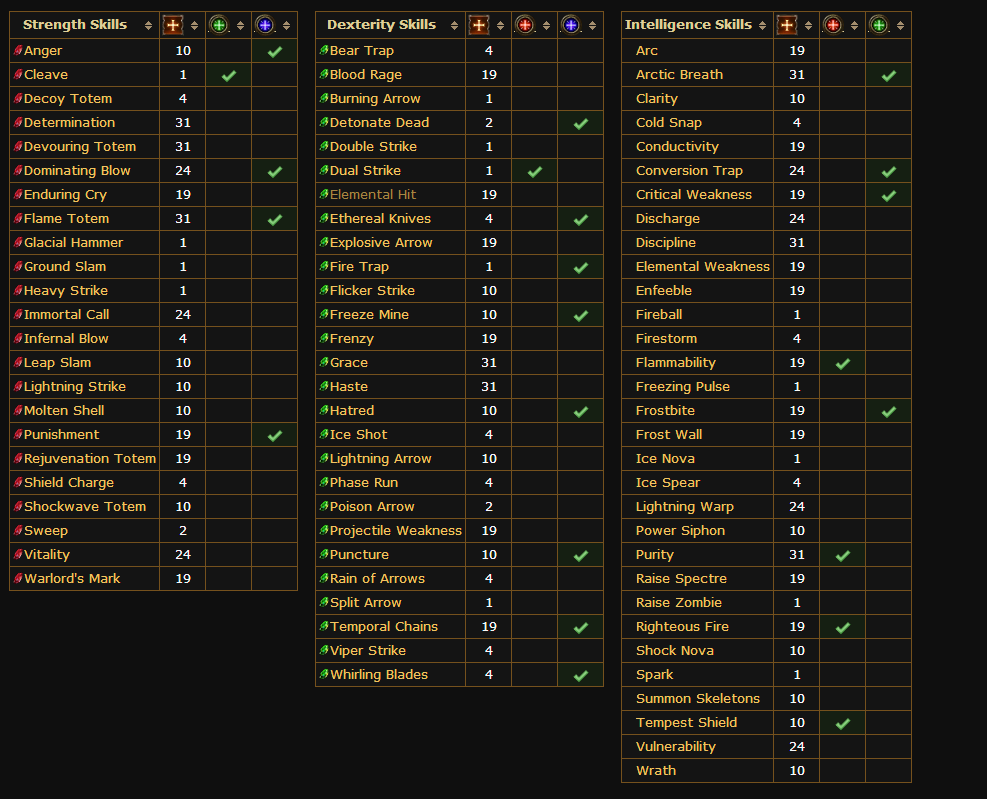 Strength Skills
Anger 10
Cleave 1
Decoy Totem 4
Determination 31
Devouring Totem 31
Dominating Blow 24
Enduring Cry 19
Flame Totem 31
Glacial Hammer 1
Ground Slam 1
Heavy Strike 1
Immortal Call 24
Infernal Blow 4
Leap Slam 10
Lightning Strike 10
Molten Shell 10
Punishment 19
Rejuvenation Totem 19
Shield Charge 4
Shockwave Totem 10
Sweep 2
Vitality 24
Warlord's Mark 19
Dexterity Skills
Bear Trap 4
Blood Rage 19
Burning Arrow 1
Detonate Dead 2
Double Strike 1
Dual Strike 1
Elemental Hit 19
Ethereal Knives 4
Explosive Arrow 19
Fire Trap 1
Flicker Strike 10
Freeze Mine 10
Frenzy 19
Grace 31
Haste 31
Hatred 10
Ice Shot 4
Lightning Arrow 10
Phase Run 4
Poison Arrow 2
Projectile Weakness 19
Puncture 10
Rain of Arrows 4
Split Arrow 1
Temporal Chains 19
Viper Strike 4
Whirling Blades 4
Intelligence Skills
Arc 19
Arctic Breath 31
Clarity 10
Cold Snap 4
Conductivity 19
Conversion Trap 24
Critical Weakness 19
Discharge 24
Discipline 31
Elemental Weakness 19
Enfeeble 19
Fireball 1
Firestorm 4
Flammability 19
Freezing Pulse 1
Frostbite 19
Frost Wall 19
Ice Nova 1
Ice Spear 4
Lightning Warp 24
Power Siphon 10
Purity 31
Raise Spectre 19
Raise Zombie 1
Righteous Fire 19
Shock Nova 10
Spark 1
Summon Skeletons 10
Tempest Shield 10
Vulnerability 24
Wrath 10